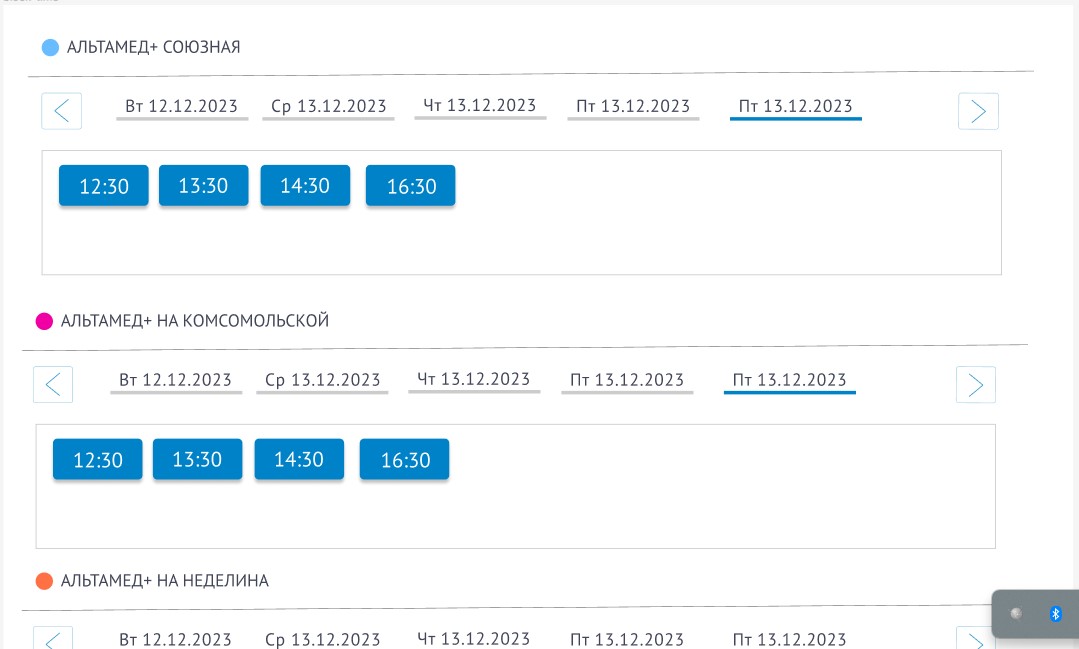 АЛЬТАМЕД+ СОЮЗНАЯ
Вт 12.12.2023 Ср 13.12.2023 Чт 13.12.2023 Пт 13.12.2023 Пт 13.12.2023
12:30 13:30 14:30 16:30
АЛЬТАМЕД+ НА КОМСОМОЛЬСКОЙ
Вт 12.12.2023 Ср 13.12.2023 Чт 13.12.2023 Пт 13.12.2023 Пт 13.12.2023
12:30 13:30 14:30 16:30
АЛЬТАМЕД+ НА НЕДЕЛИНА
Вт 12.12.2023 Ср 13.12.2023 Чт 13.12.2023 Пт 13.12.2023 Пт 13.12.2023